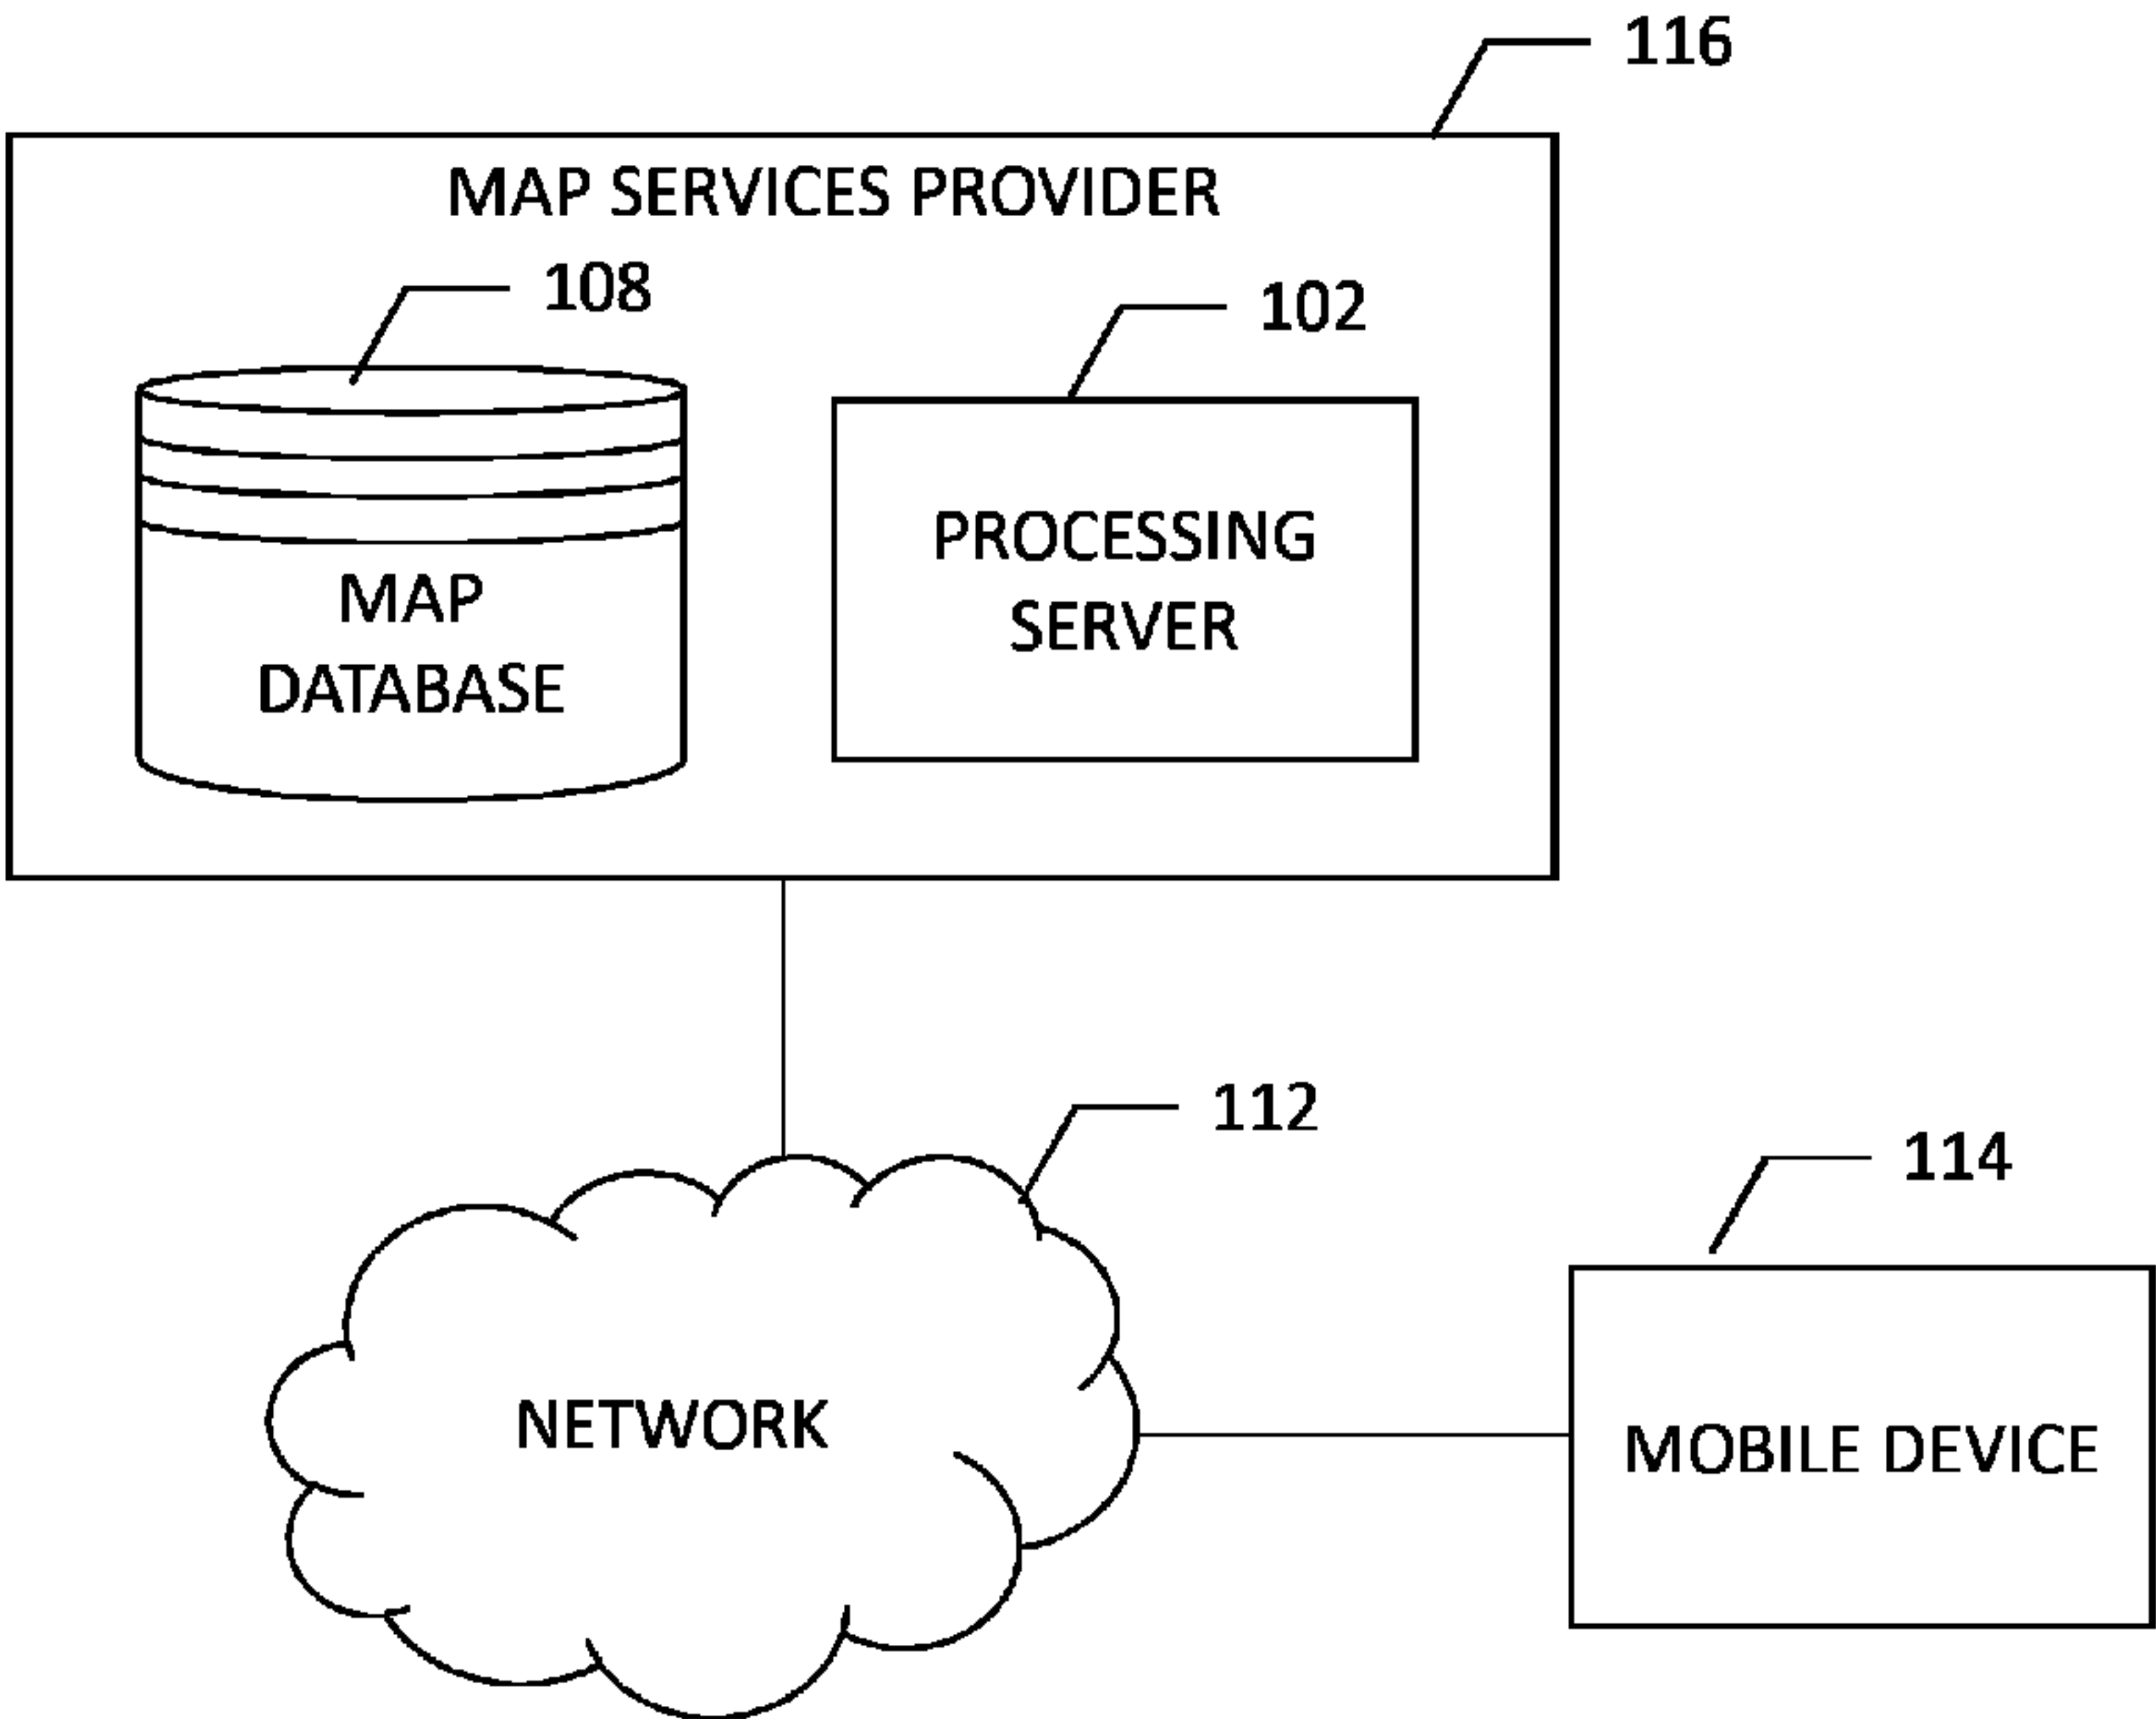 116
MAP SERVICES PROVIDER
108
102
MAP
DATABASE
PROCESSING
SERVER
112
114
NETWORK
MOBILE DEVICE